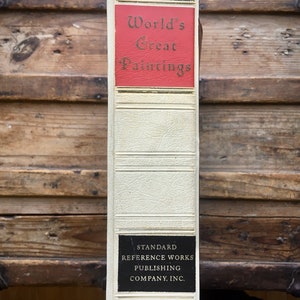 World's
Great
Paintings
STANDARD
REFERENCE WORKS
PUBLISHING
COMPANY, INC.